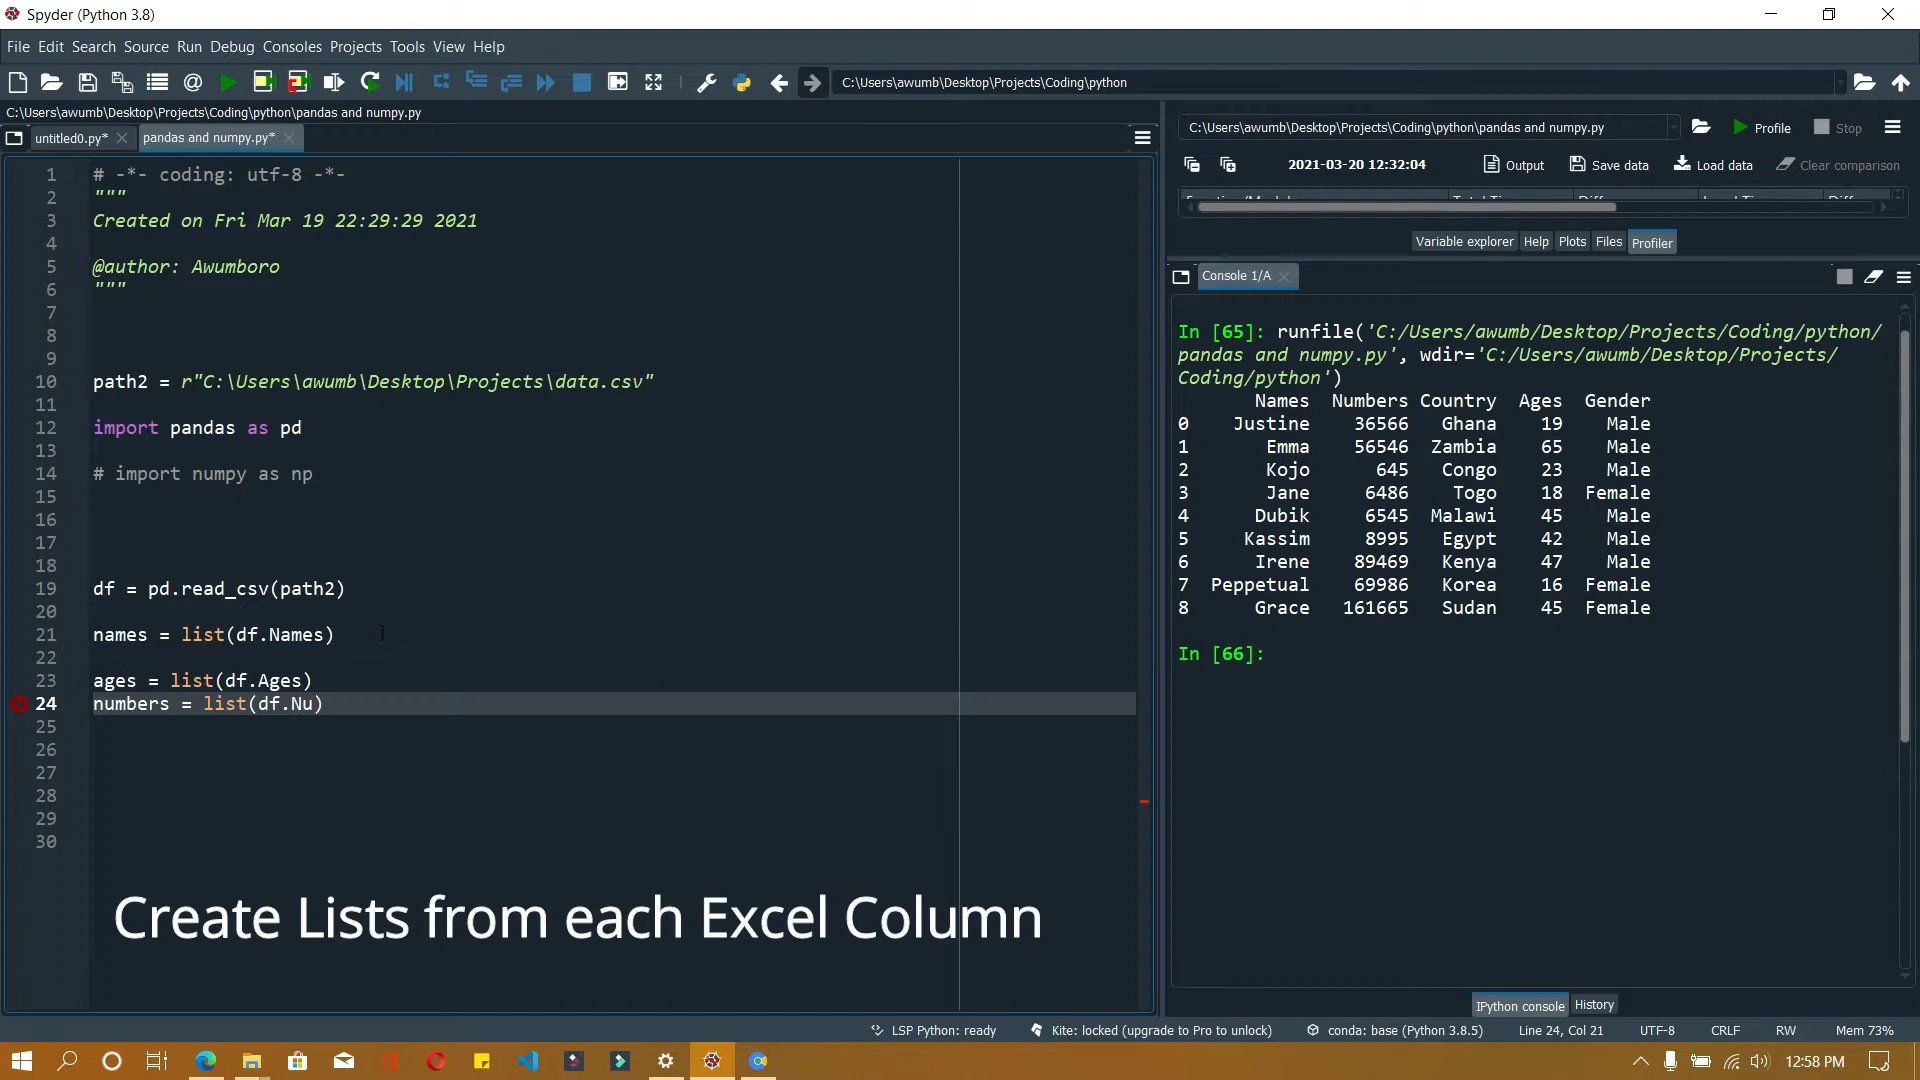 Spyder (Python 3.8)
File Edit Search Source Run Debug Consoles Projects Tools View Help
C:\Users\awumb\Desktop\Projects\Coding\python
C:\Users\awumb\Desktop\Projects\Coding\python\pandas and numpy.py
untitled0.py*
pandas and numpy.py*
1 # -*- coding: utf-8 -*-
2 """
3 Created on Fri Mar 19 22:29:29 2021
4
5 @author: Awumboro
6 """
7
8
9
10 path2 = r"C:\Users\awumb\Desktop\Projects\data.csv"
11
12 import pandas as pd
13
14 # import numpy as np
15
16
17
18
19 df = pd.read_csv(path2)
20
21 names = list(df.Names)
22
23 ages = list(df.Ages)
24 numbers = list(df.Nu)
25
26
27
28
29
30
Create Lists from each Excel Column
C:\Users\awumb\Desktop\Projects\Coding\python\pandas and numpy.py
Profile
Stop
2021-03-20 12:32:04
Output
Save data
Load data
Clear comparison
Variable explorer Help Plots Files Profiler
Console 1/A
In [65]: runfile('C:/Users/awumb/Desktop/Projects/Coding/python/
pandas and numpy.py', wdir='C:/Users/awumb/Desktop/Projects/
Coding/python')
Names Numbers Country Ages Gender
0 Justine 36566 Ghana 19 Male
1 Emma 56546 Zambia 65 Male
2 Kojo 645 Congo 23 Male
3 Jane 6486 Togo 18 Female
4 Dubik 6545 Malawi 45 Male
5 Kassim 8995 Egypt 42 Male
6 Irene 89469 Kenya 47 Male
7 Peppetual 69986 Korea 16 Female
8 Grace 161665 Sudan 45 Female
In [66]:
IPython console History
LSP Python: ready
Kite: locked (upgrade to Pro to unlock)
conda: base (Python 3.8.5)
Line 24, Col 21
UTF-8
CRLF
RW
Mem 73%
12:58 PM